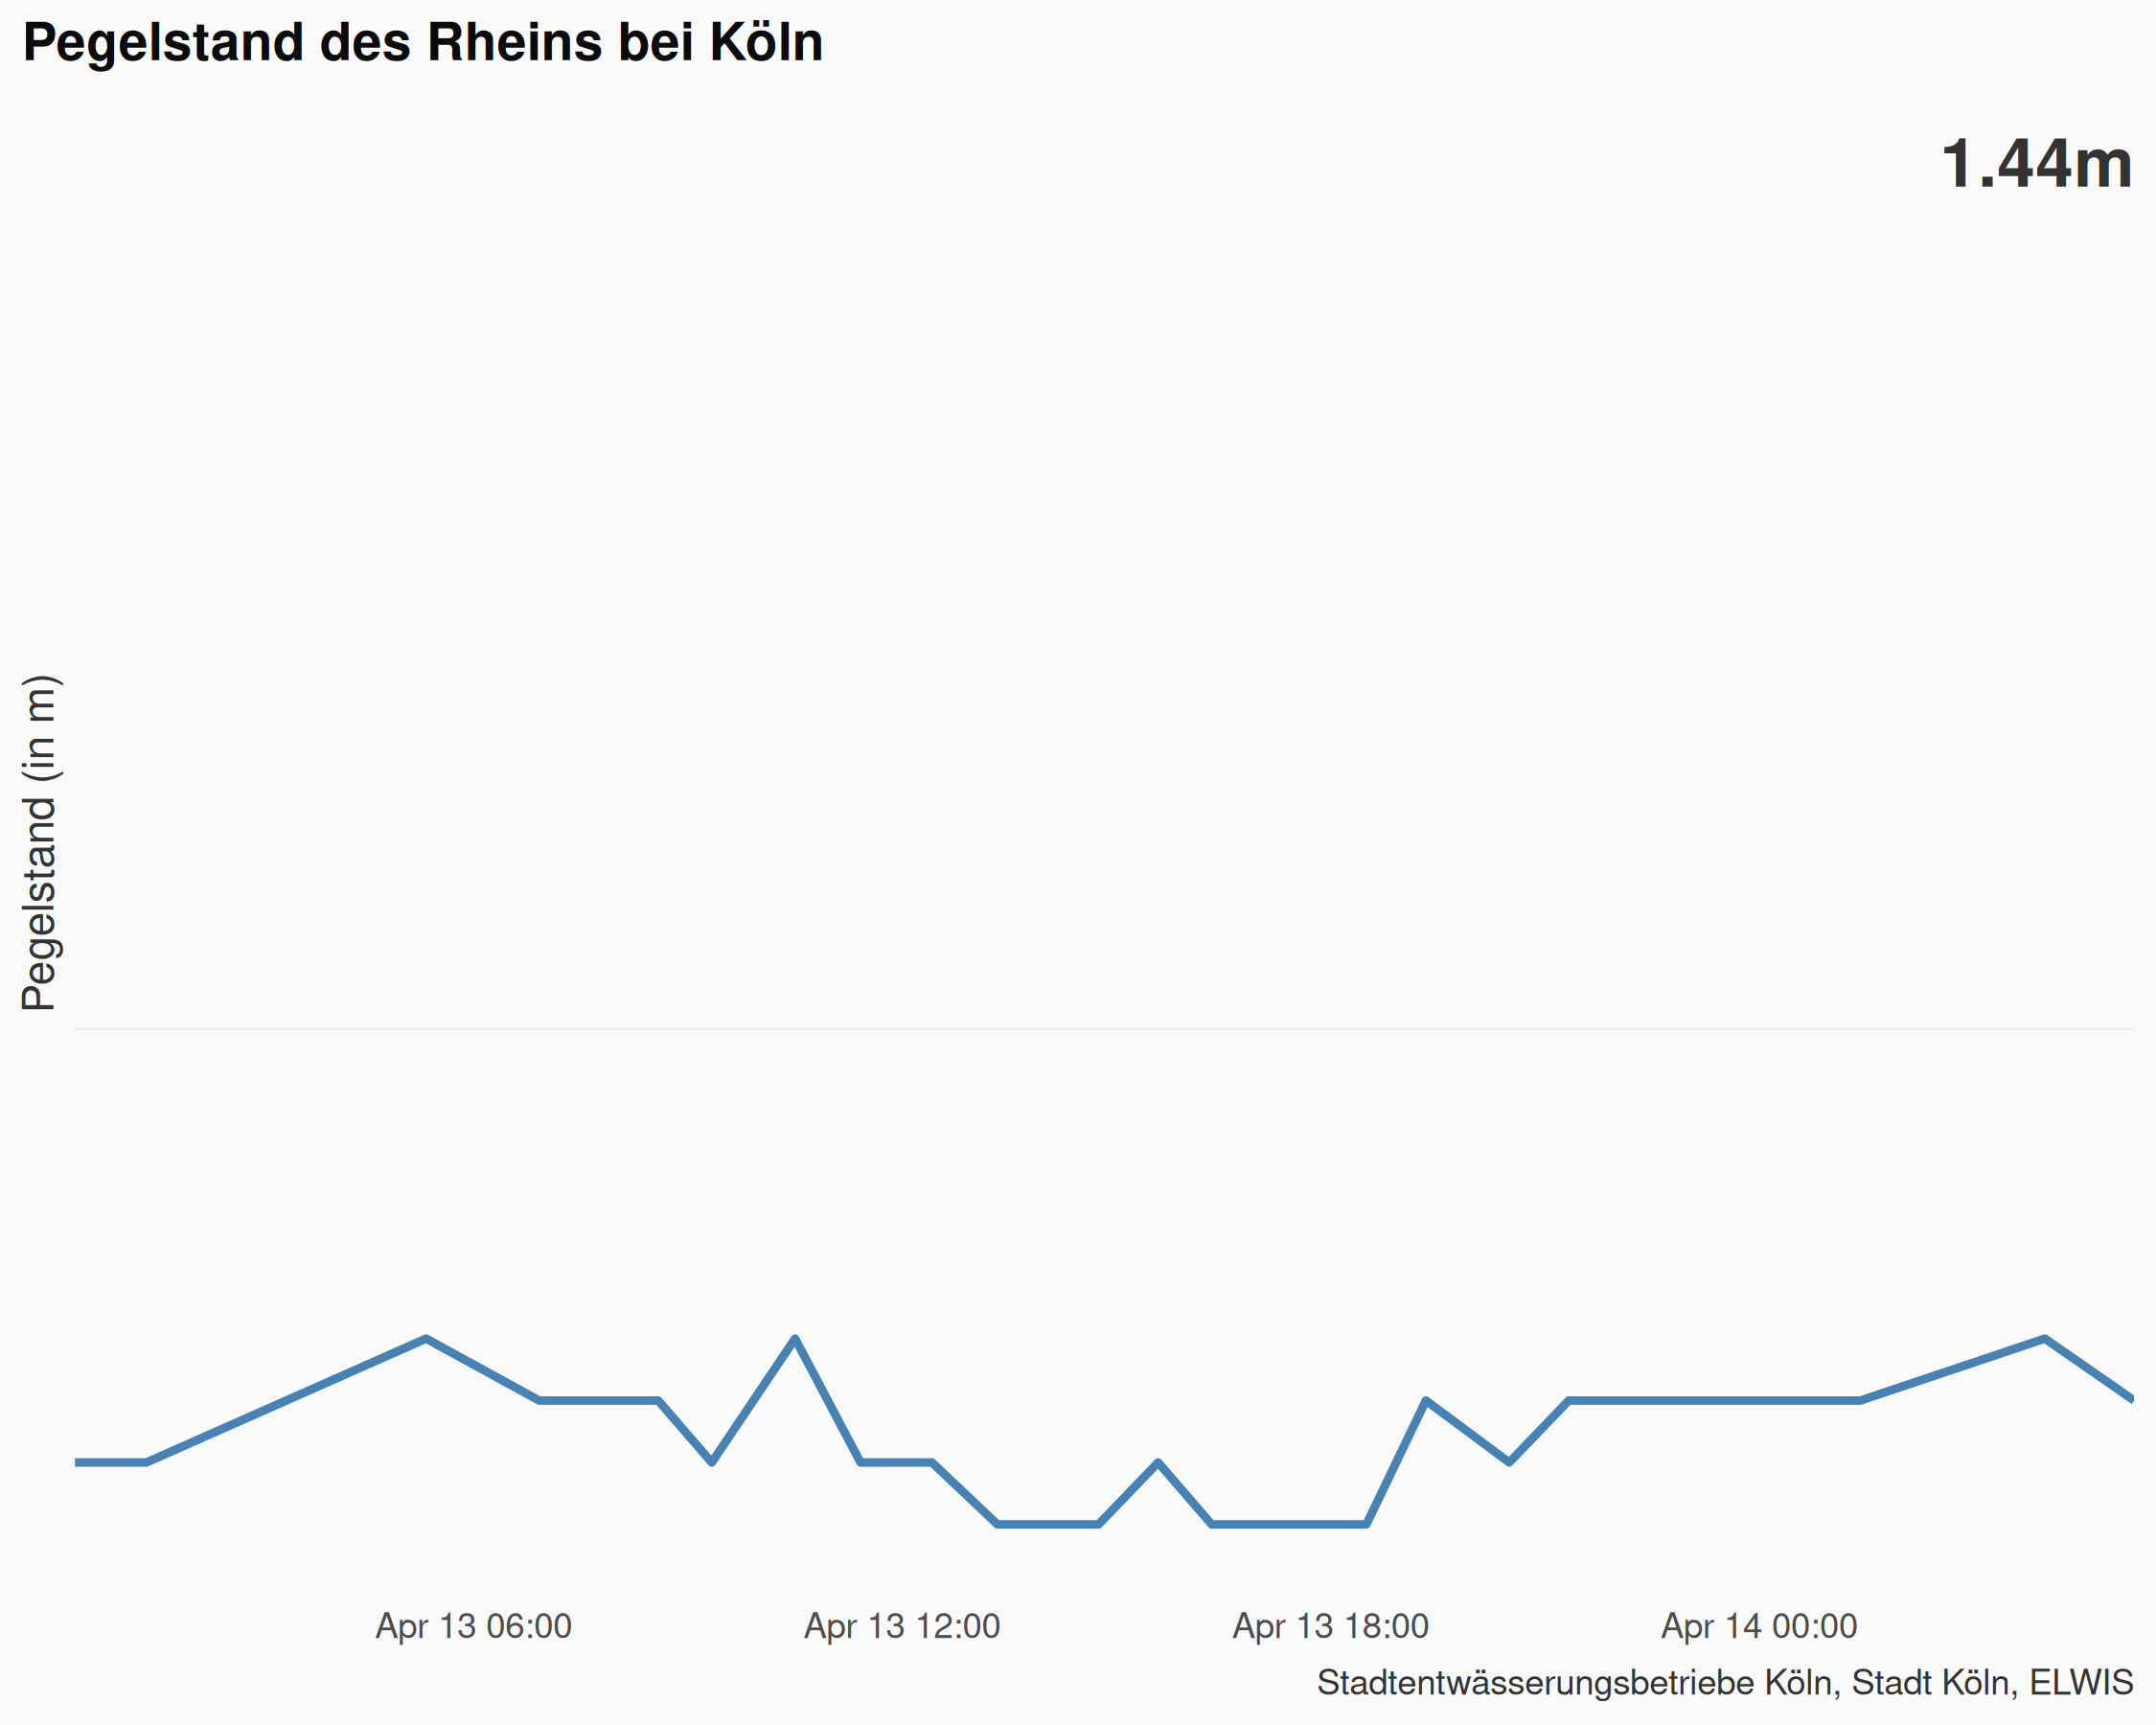 Pegelstand des Rheins bei Köln
1.44m
Pegelstand (in m)
Apr 13 06:00
Apr 13 12:00
Apr 13 18:00
Apr 14 00:00
Stadtentwässerungsbetriebe Köln, Stadt Köln, ELWIS